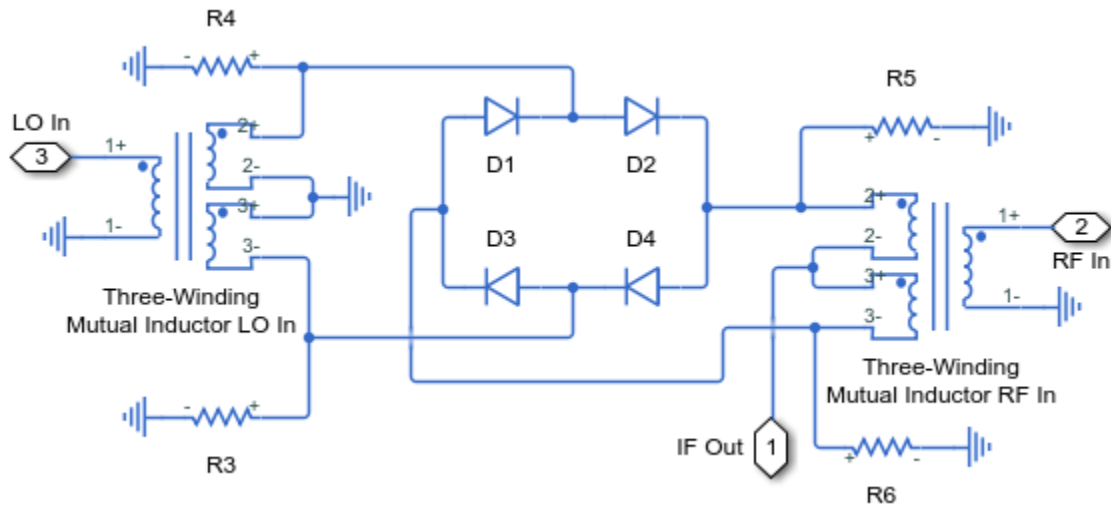 R4
- +
R5
LO In
3
1+
2+
D1
D2
+ -
2-
1-
3+
2+
1+
2
D3
D4
2-
RF In
3-
3+
1-
Three-Winding
Mutual Inductor LO In
3-
Three-Winding
Mutual Inductor RF In
- +
IF Out
1
R3
+ -
R6